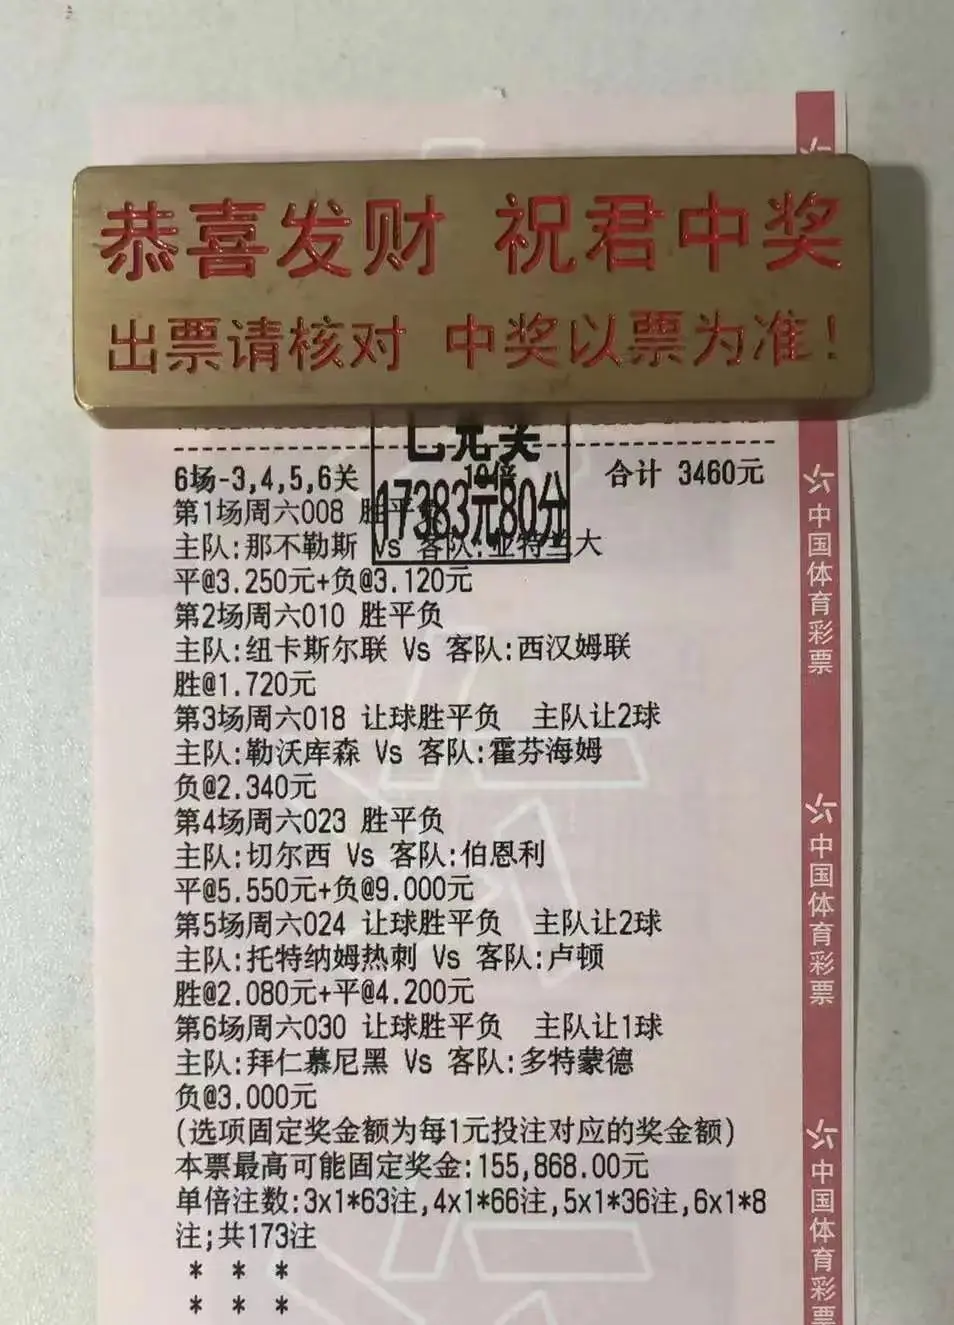 恭喜发财 祝君中奖
出票请核对 中奖以票为准!
已兑奖
17383元80分
6场-3,4,5,6关 10倍 合计 3460元
第1场周六008 胜平负
主队:那不勒斯 Vs 客队:亚特兰大
平@3.250元+负@3.120元
第2场周六010 胜平负
主队:纽卡斯尔联 Vs 客队:西汉姆联
胜@1.720元
第3场周六018 让球胜平负 主队让2球
主队:勒沃库森 Vs 客队:霍芬海姆
负@2.340元
第4场周六023 胜平负
主队:切尔西 Vs 客队:伯恩利
平@5.550元+负@9.000元
第5场周六024 让球胜平负 主队让2球
主队:托特纳姆热刺 Vs 客队:卢顿
胜@2.080元+平@4.200元
第6场周六030 让球胜平负 主队让1球
主队:拜仁慕尼黑 Vs 客队:多特蒙德
负@3.000元
(选项固定奖金额为每1元投注对应的奖金额)
本票最高可能固定奖金:155,868.00元
单倍注数:3x1*63注,4x1*66注,5x1*36注,6x1*8
注;共173注
* * *
* * *
中国体育彩票
中国体育彩票
中国体育彩票